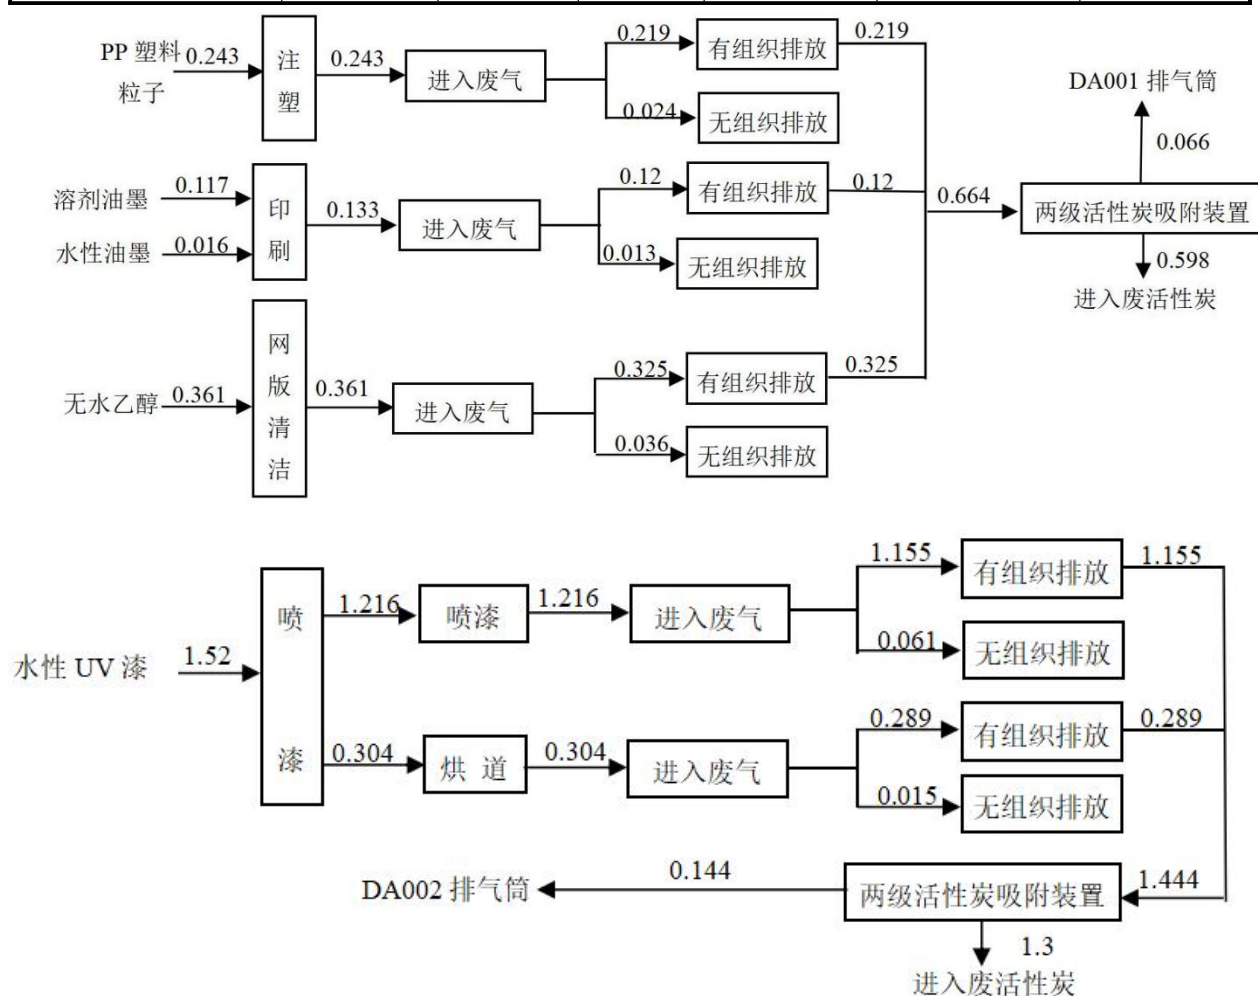 PP 塑料 0.243 注塑 0.243 进入废气 0.219 有组织排放 0.219
粒子
0.024 无组织排放
DA001 排气筒
0.066
溶剂油墨 0.117 印刷 0.133 进入废气 0.12 有组织排放 0.12
水性油墨 0.016
0.013 无组织排放
0.664 两级活性炭吸附装置
0.598
进入废活性炭
无水乙醇 0.361 网版清洁 0.361 进入废气 0.325 有组织排放 0.325
0.036 无组织排放
水性 UV 漆 1.52 喷漆
1.216 喷漆 1.216 进入废气 1.155 有组织排放 1.155
0.061 无组织排放
0.304 烘 道 0.304 进入废气 0.289 有组织排放 0.289
0.015 无组织排放
DA002 排气筒 0.144 两级活性炭吸附装置 1.444
1.3
进入废活性炭